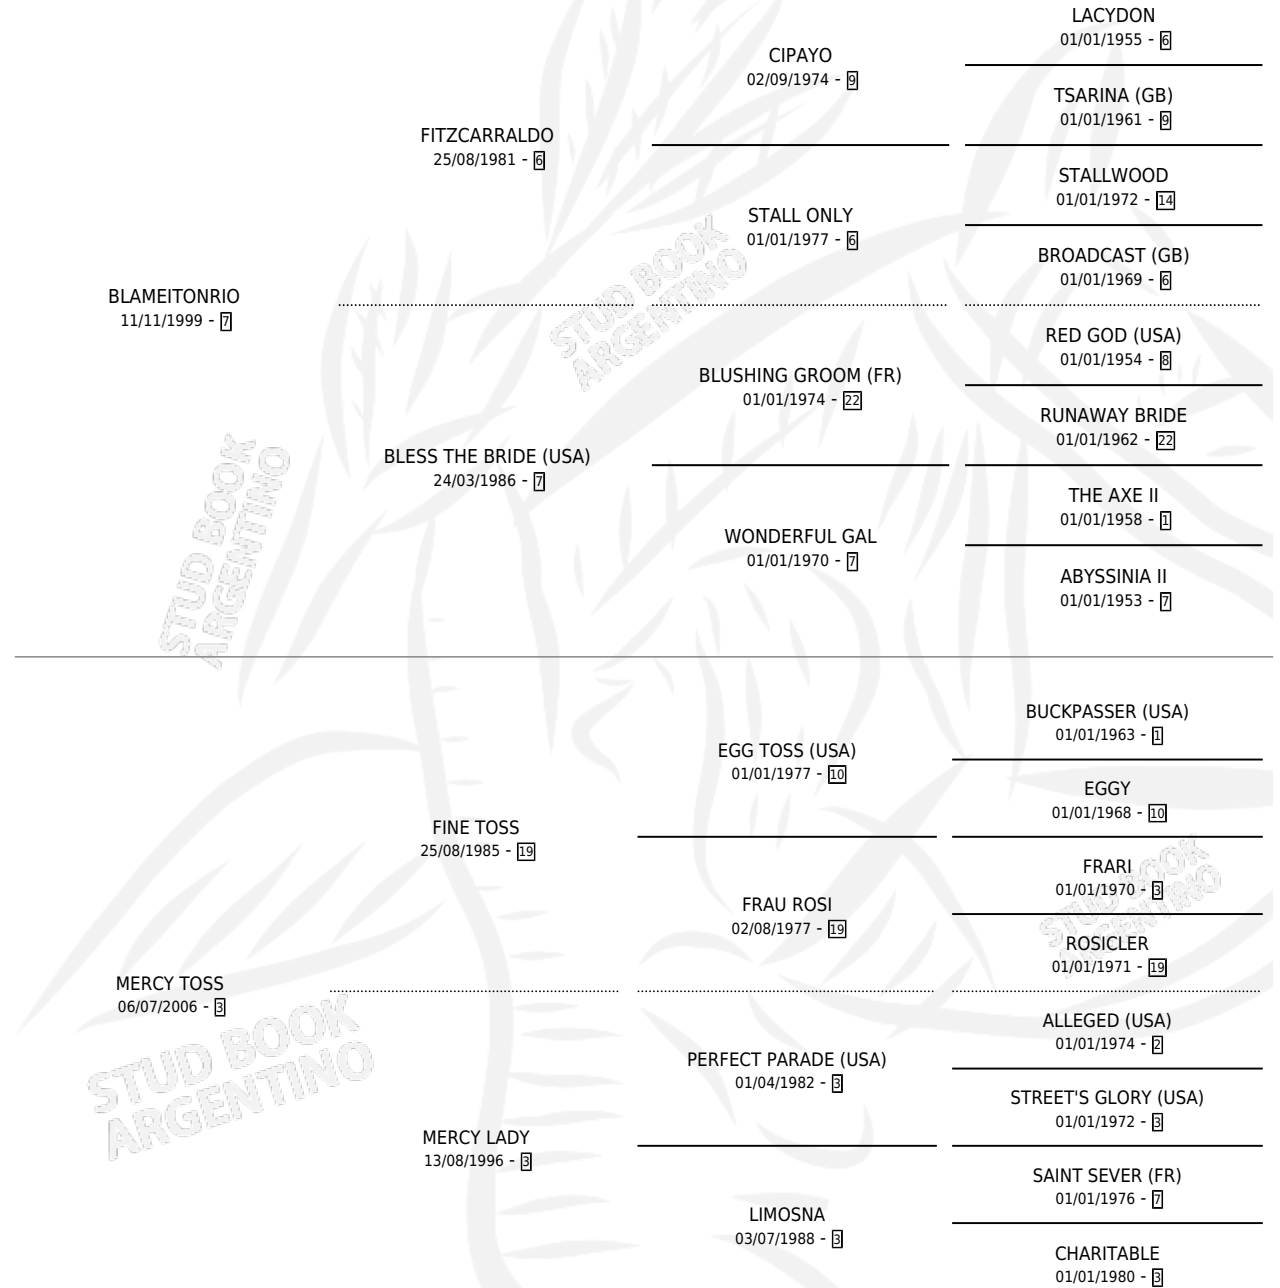 LACYDON
01/01/1955 - 6
CIPAYO
02/09/1974 - 9
TSARINA (GB)
01/01/1961 - 9
FITZCARRALDO
25/08/1981 - 6
STALLWOOD
01/01/1972 - 14
STALL ONLY
01/01/1977 - 6
BROADCAST (GB)
01/01/1969 - 6
BLAMEITONRIO
11/11/1999 - 7
STUD BOOK
ARGENTINO
RED GOD (USA)
01/01/1954 - 8
BLUSHING GROOM (FR)
01/01/1974 - 22
RUNAWAY BRIDE
01/01/1962 - 22
BLESS THE BRIDE (USA)
24/03/1986 - 7
THE AXE II
01/01/1958 - 1
WONDERFUL GAL
01/01/1970 - 7
ABYSSINIA II
01/01/1953 - 7
STUD BOOK
ARGENTINO
BUCKPASSER (USA)
01/01/1963 - 1
EGG TOSS (USA)
01/01/1977 - 10
EGGY
01/01/1968 - 10
FINE TOSS
25/08/1985 - 19
FRARI
01/01/1970 - 3
FRAU ROSI
02/08/1977 - 19
STUD BOOK
ARGENTINO
ROSICLER
01/01/1971 - 19
MERCY TOSS
06/07/2006 - 3
ALLEGED (USA)
01/01/1974 - 2
PERFECT PARADE (USA)
01/04/1982 - 3
STREET'S GLORY (USA)
01/01/1972 - 3
STUD BOOK
ARGENTINO
MERCY LADY
13/08/1996 - 3
SAINT SEVER (FR)
01/01/1976 - 7
LIMOSNA
03/07/1988 - 3
CHARITABLE
01/01/1980 - 3